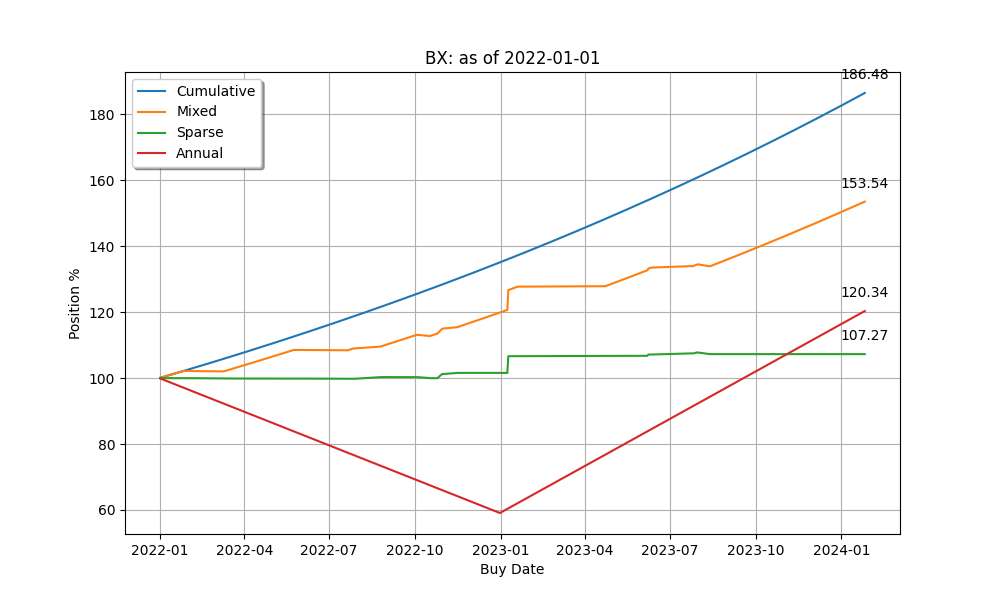 BX: as of 2022-01-01
186.48
Cumulative
Mixed
Sparse
Annual
153.54
120.34
107.27
180
160
140
120
100
80
60
Position %
2022-01 2022-04 2022-07 2022-10 2023-01 2023-04 2023-07 2023-10 2024-01
Buy Date